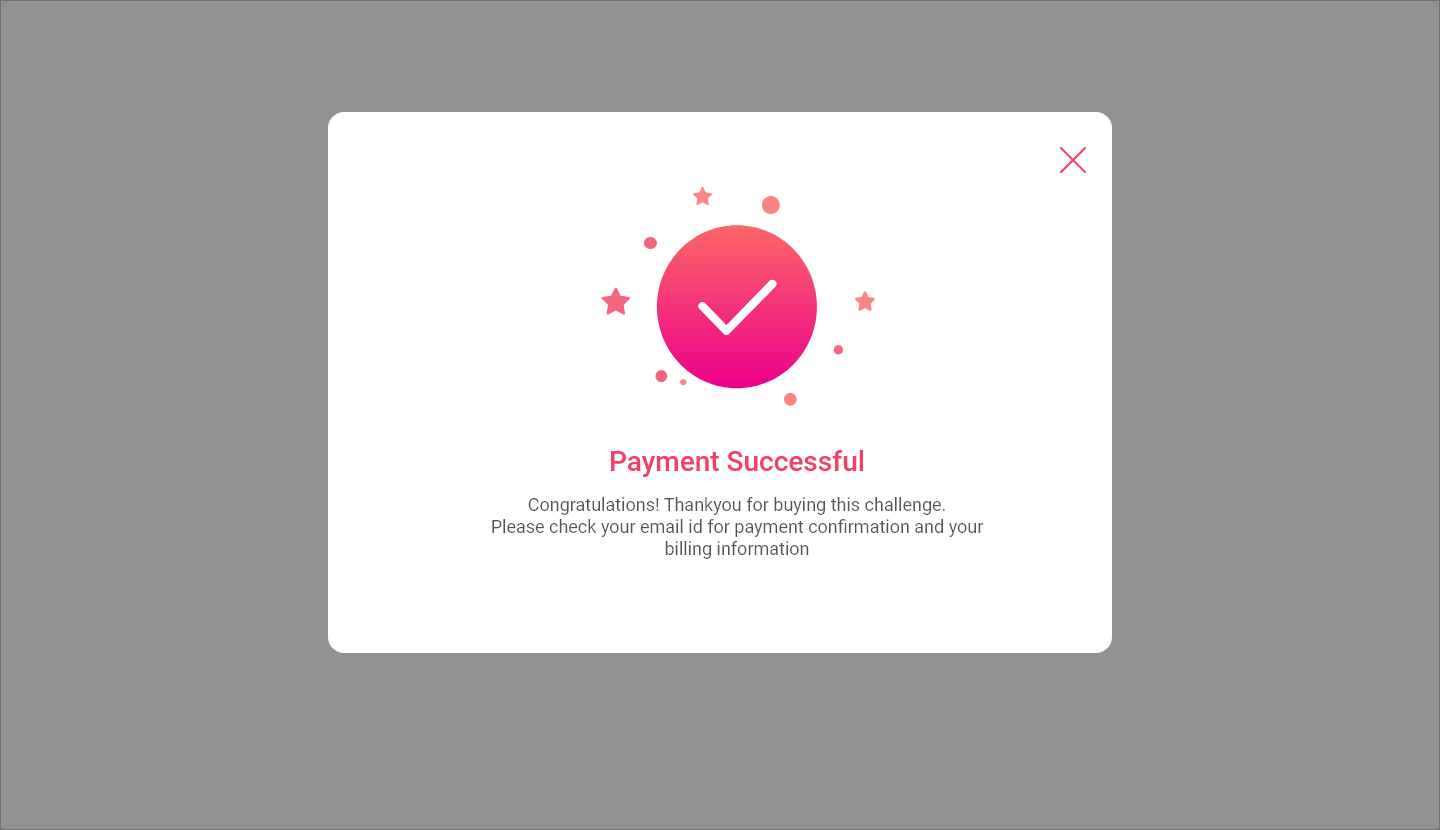 Payment Successful
Congratulations! Thankyou for buying this challenge.
Please check your email id for payment confirmation and your
billing information